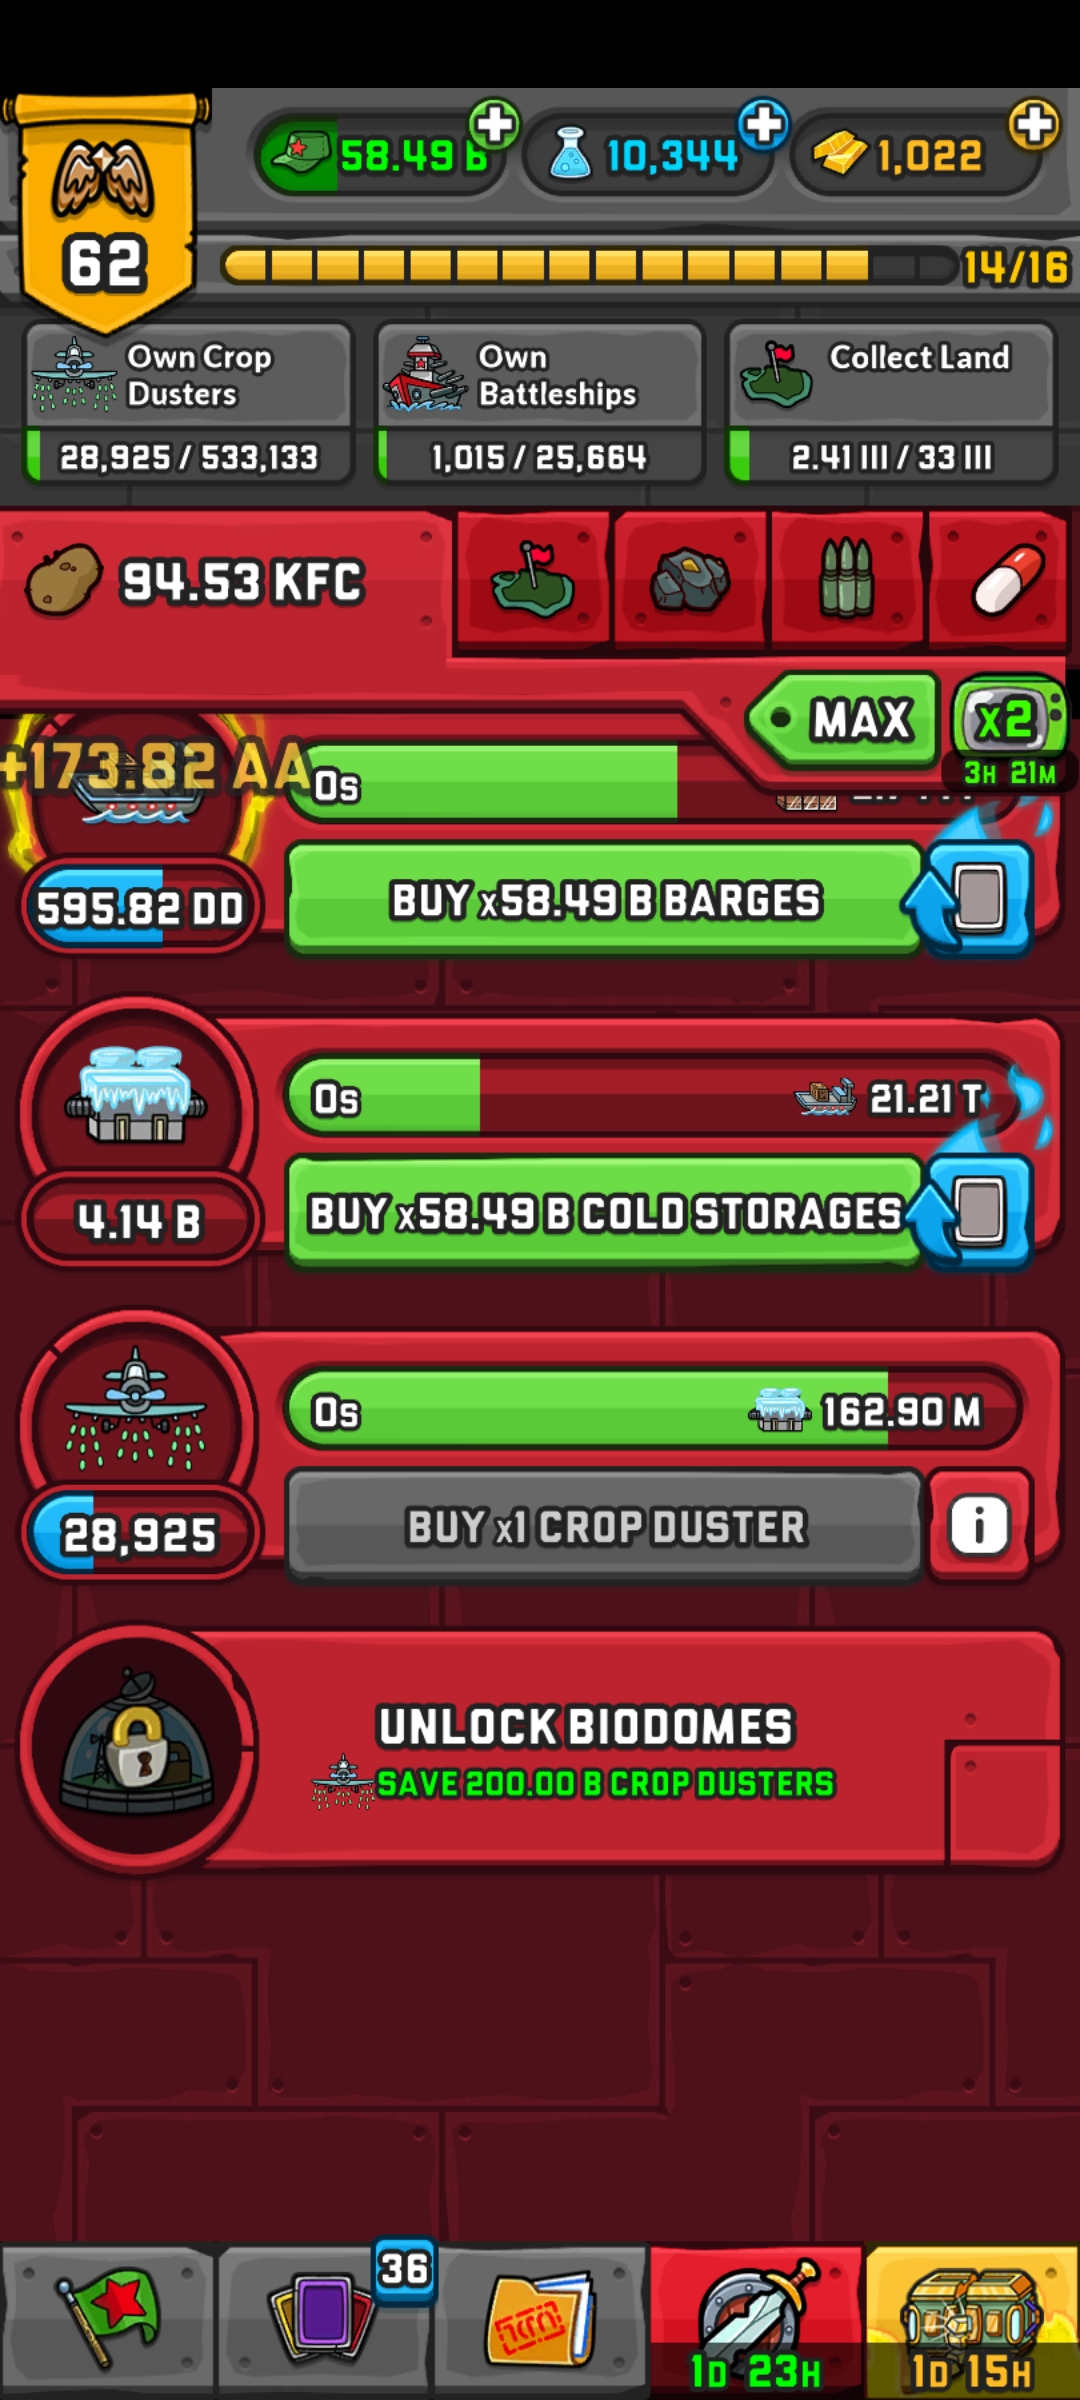 58.49 B
10,344
1,022
62
14/16
Own Crop
Dusters
28,925 / 533,133
Own
Battleships
1,015 / 25,664
Collect Land
2.41 III / 33 III
94.53 KFC
MAX
x2
3H 21M
+173.82 AA
0s
595.82 DD
BUY x58.49 B BARGES
0s
21.21 T
4.14 B
BUY x58.49 B COLD STORAGES
0s
162.90 M
28,925
BUY x1 CROP DUSTER
i
UNLOCK BIODOMES
SAVE 200.00 B CROP DUSTERS
36
1D 23H
1D 15H